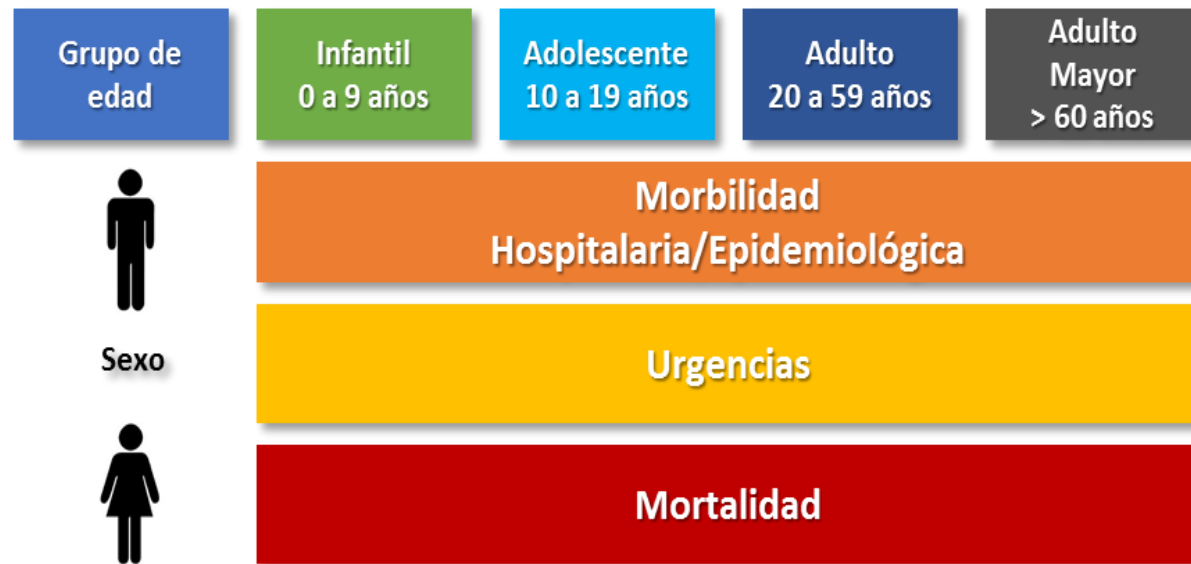 Grupo de
edad
Infantil
0 a 9 años
Adolescente
10 a 19 años
Adulto
20 a 59 años
Adulto
Mayor
> 60 años
Morbilidad
Hospitalaria/Epidemiológica
Sexo
Urgencias
Mortalidad